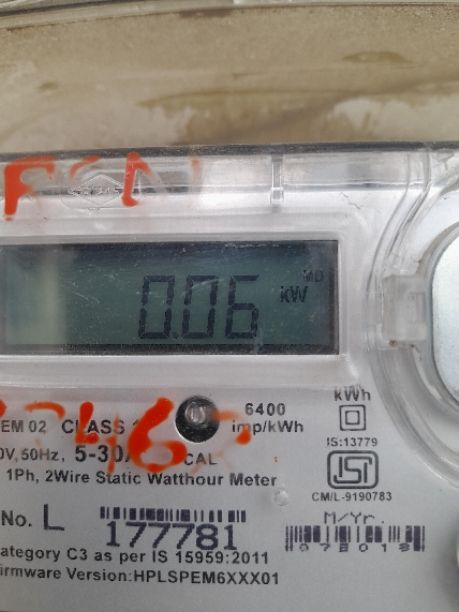 MD
0.06 kW
kWh
6400
EM 02 CLASS
imp/kWh
IS:13779
0V, 50Hz, 5-30A CAL
1Ph, 2Wire Static Watthour Meter
CM/L-9190783
No. L 177781
M/Yr.
ategory C3 as per IS 15959:2011
irmware Version:HPLSPEM6XXX01